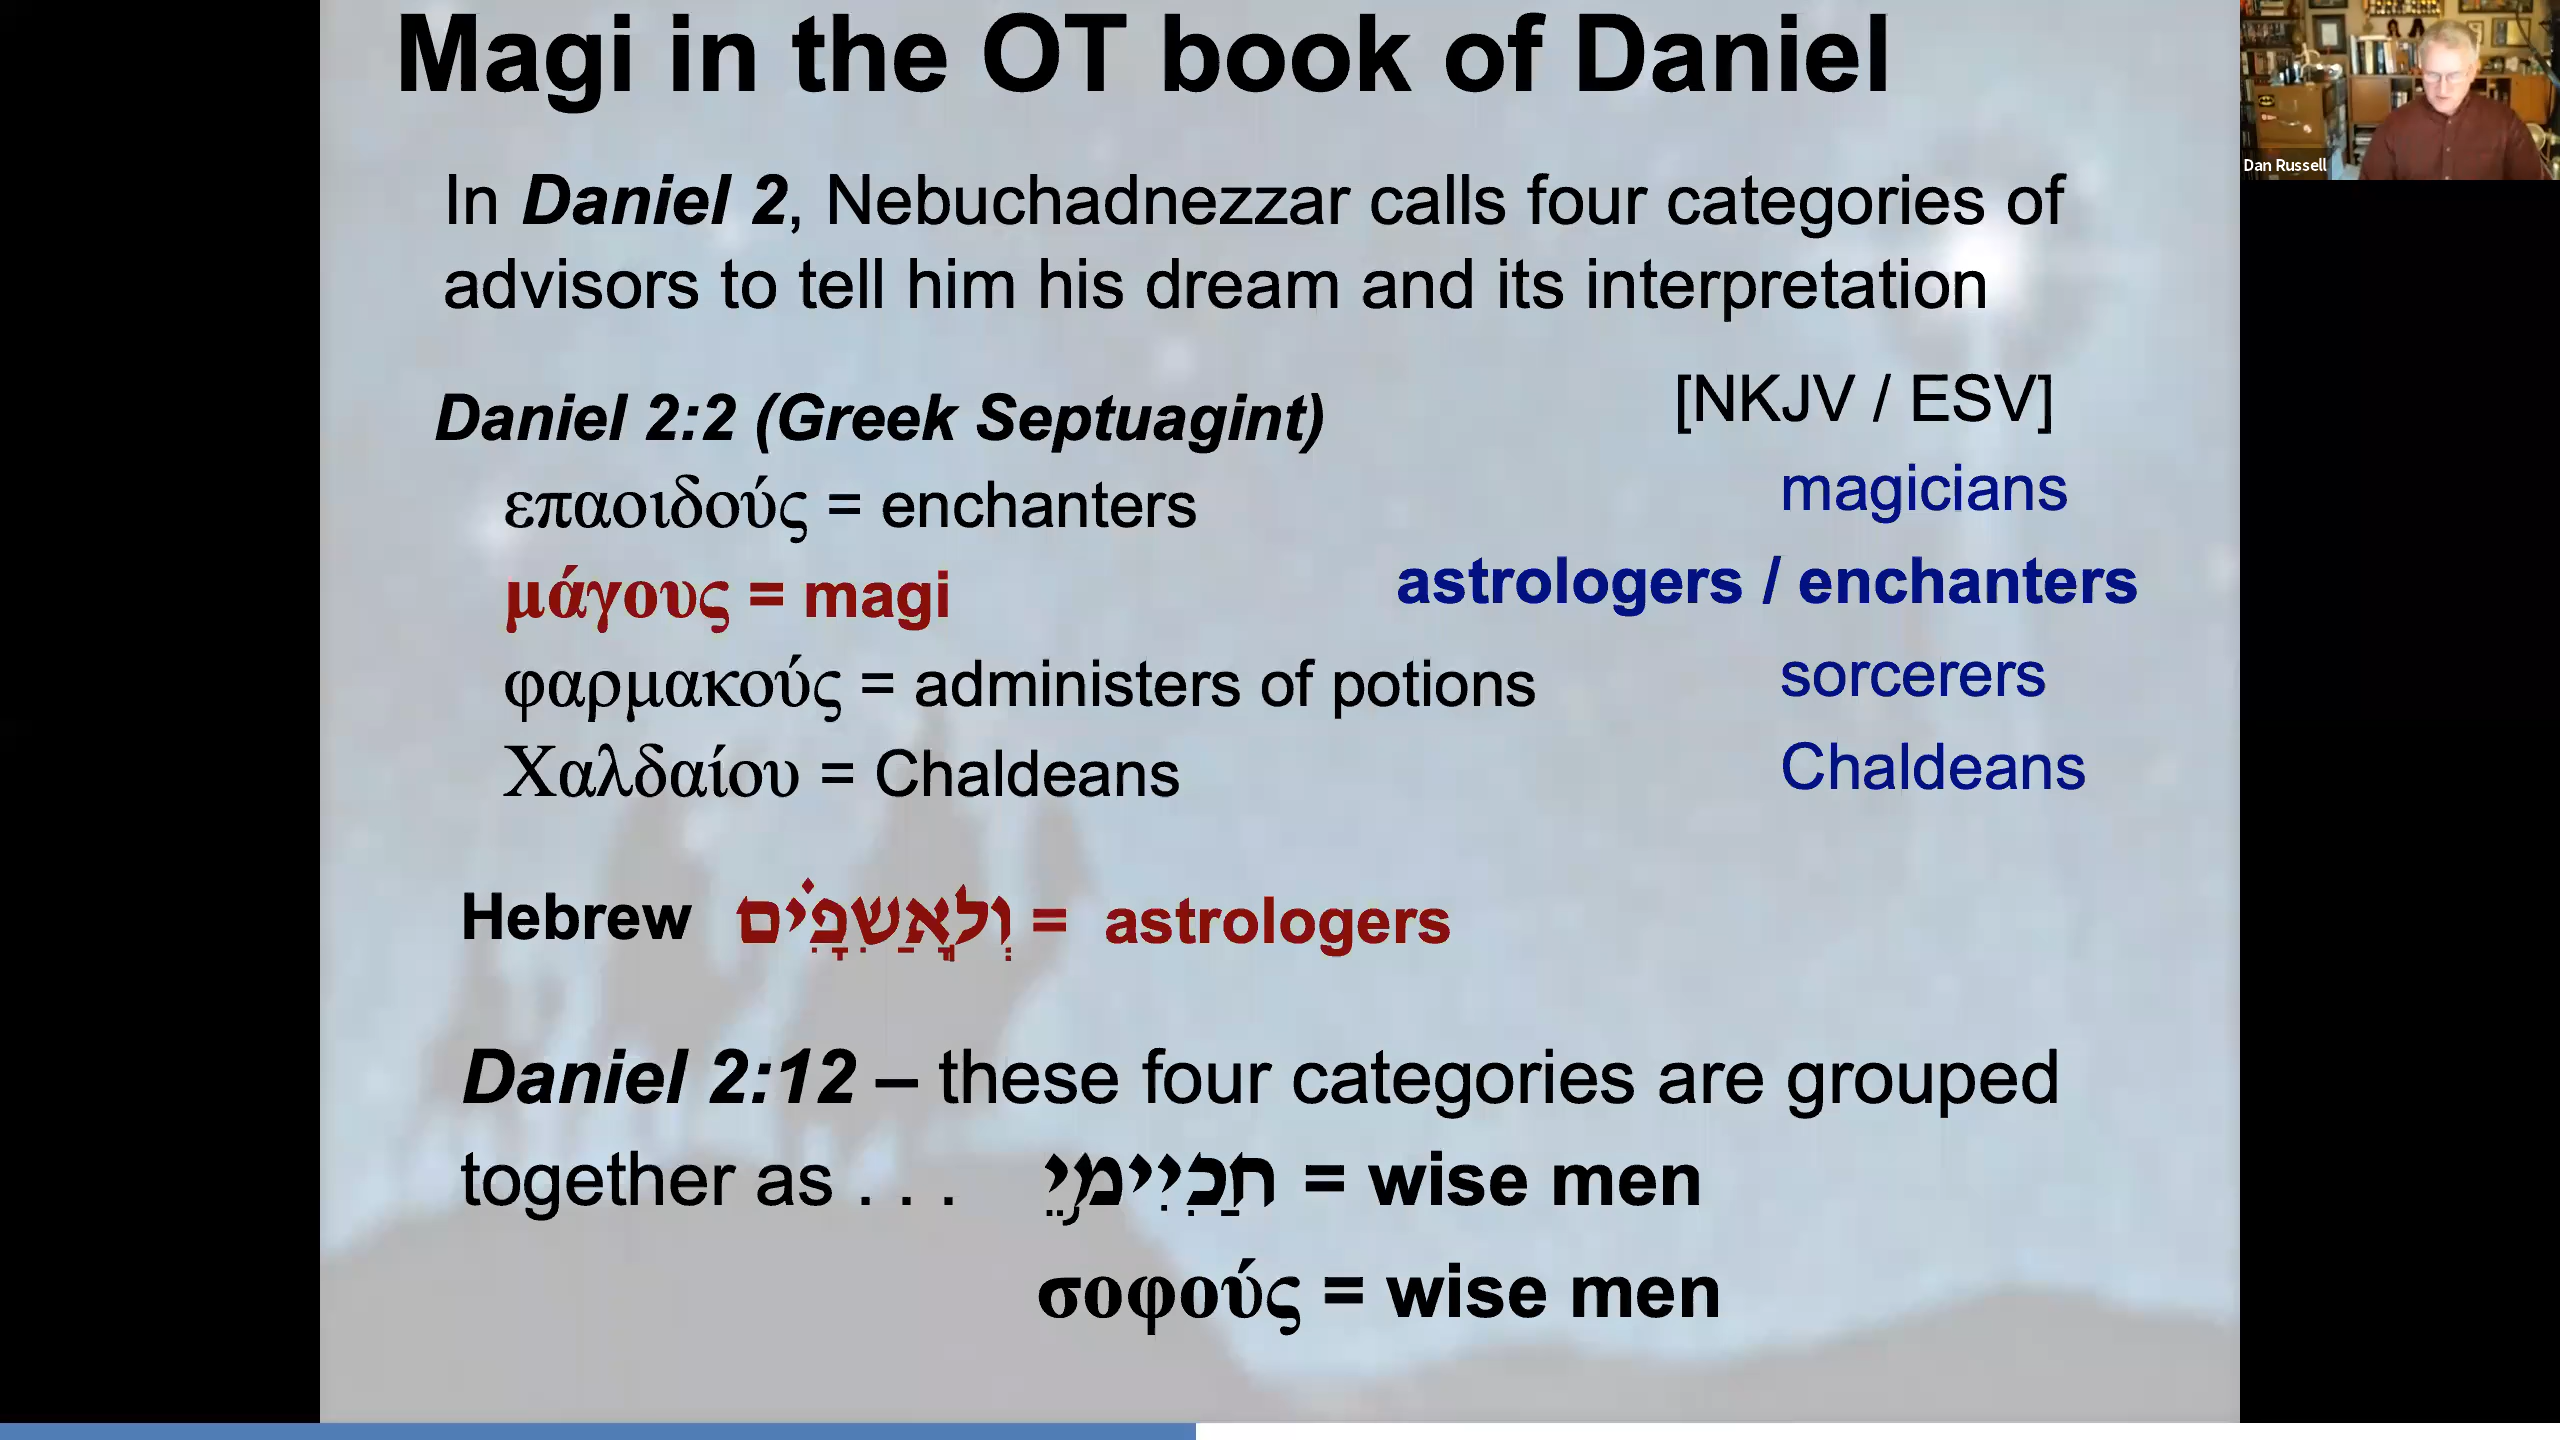 Magi in the OT book of Daniel
Dan Russell
In Daniel 2, Nebuchadnezzar calls four categories of
advisors to tell him his dream and its interpretation
Daniel 2:2 (Greek Septuagint) [NKJV / ESV]
επαοιδούς = enchanters magicians
μάγους = magi astrologers / enchanters
φαρμακούς = administers of potions sorcerers
Χαλδαίου = Chaldeans Chaldeans
Hebrew וְלָֽאַשָּׁפִ֗ים = astrologers
Daniel 2:12 – these four categories are grouped
together as . . . חַכִּימֵ֥י = wise men
σοφούς = wise men